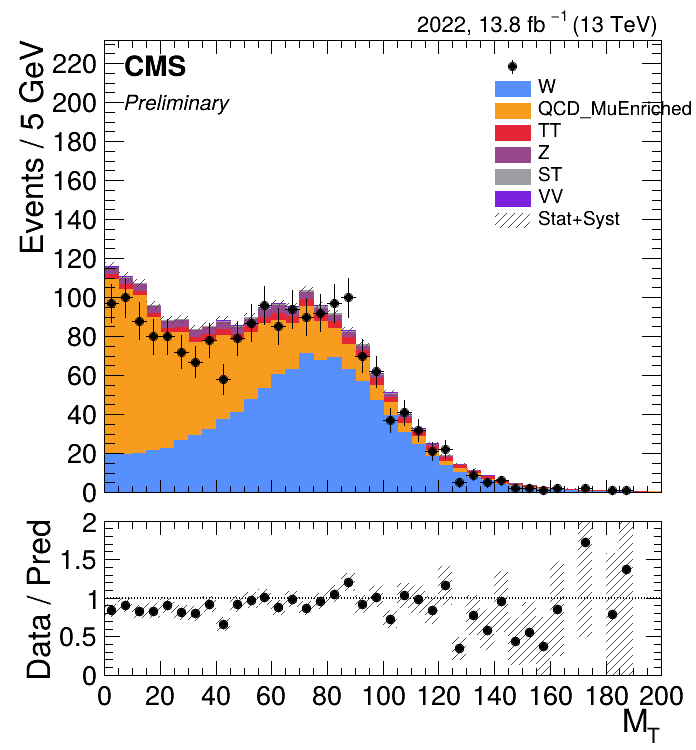 2022, 13.8 fb⁻¹ (13 TeV)
CMS
Preliminary
W
QCD_MuEnriched
TT
Z
ST
VV
Stat+Syst
Events / 5 GeV
220
200
180
160
140
120
100
80
60
40
20
0
Data / Pred
2
1.5
1
0.5
0
0 20 40 60 80 100 120 140 160 180 200
M_T